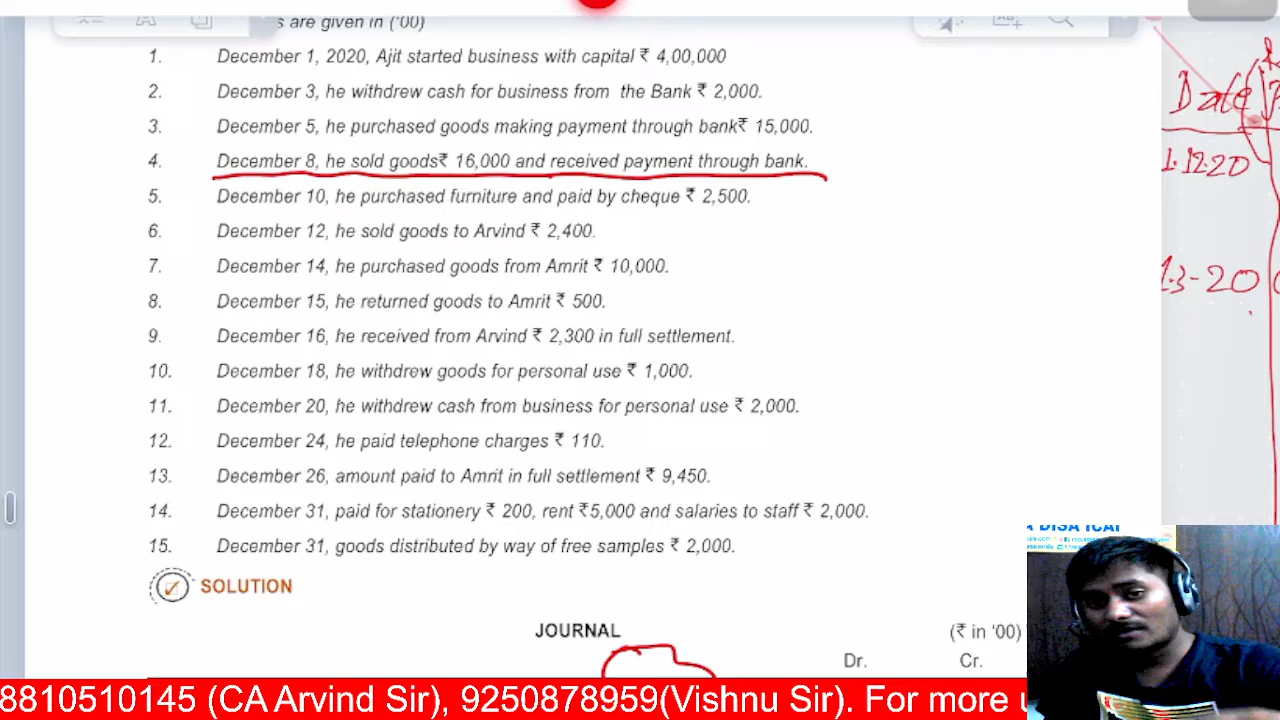 s are given in ('00)
1. December 1, 2020, Ajit started business with capital ₹ 4,00,000
2. December 3, he withdrew cash for business from the Bank ₹ 2,000.
3. December 5, he purchased goods making payment through bank₹ 15,000.
4. December 8, he sold goods₹ 16,000 and received payment through bank.
5. December 10, he purchased furniture and paid by cheque ₹ 2,500.
6. December 12, he sold goods to Arvind ₹ 2,400.
7. December 14, he purchased goods from Amrit ₹ 10,000.
8. December 15, he returned goods to Amrit ₹ 500.
9. December 16, he received from Arvind ₹ 2,300 in full settlement.
10. December 18, he withdrew goods for personal use ₹ 1,000.
11. December 20, he withdrew cash from business for personal use ₹ 2,000.
12. December 24, he paid telephone charges ₹ 110.
13. December 26, amount paid to Amrit in full settlement ₹ 9,450.
14. December 31, paid for stationery ₹ 200, rent ₹5,000 and salaries to staff ₹ 2,000.
15. December 31, goods distributed by way of free samples ₹ 2,000.
SOLUTION
JOURNAL (₹ in '00)
Dr. Cr.
Date
1.12.20
1.3-20
A DISA ICAI
8810510145 (CA Arvind Sir), 9250878959(Vishnu Sir). For more u